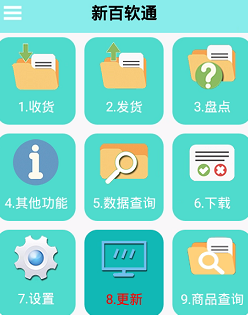 新百软通
1.收货
2.发货
3.盘点
4.其他功能
5.数据查询
6.下载
7.设置
8.更新
9.商品查询